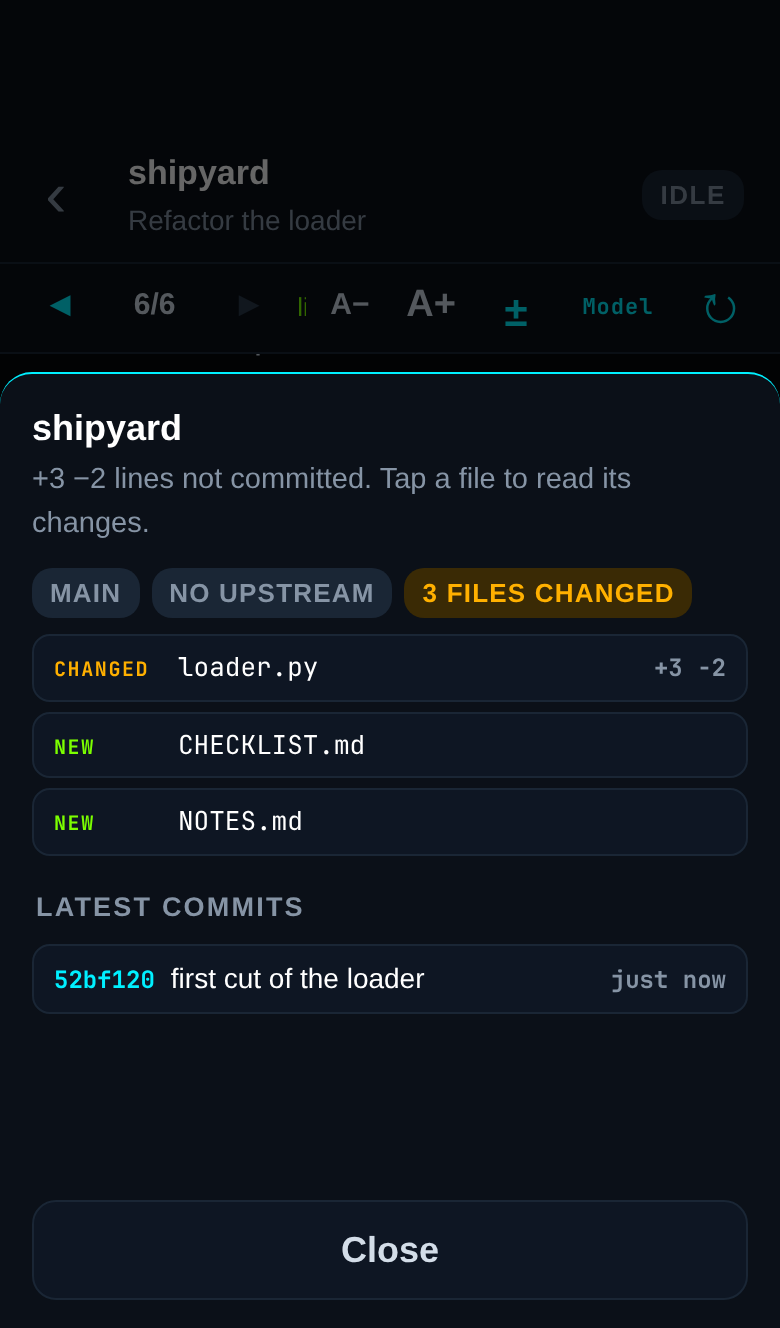 ‹
shipyard
Refactor the loader
IDLE
◀ 6/6 ▶ li A− A+ ± Model ↻
shipyard
+3 −2 lines not committed. Tap a file to read its
changes.
MAIN NO UPSTREAM 3 FILES CHANGED
CHANGED loader.py +3 -2
NEW CHECKLIST.md
NEW NOTES.md
LATEST COMMITS
52bf120 first cut of the loader just now
Close